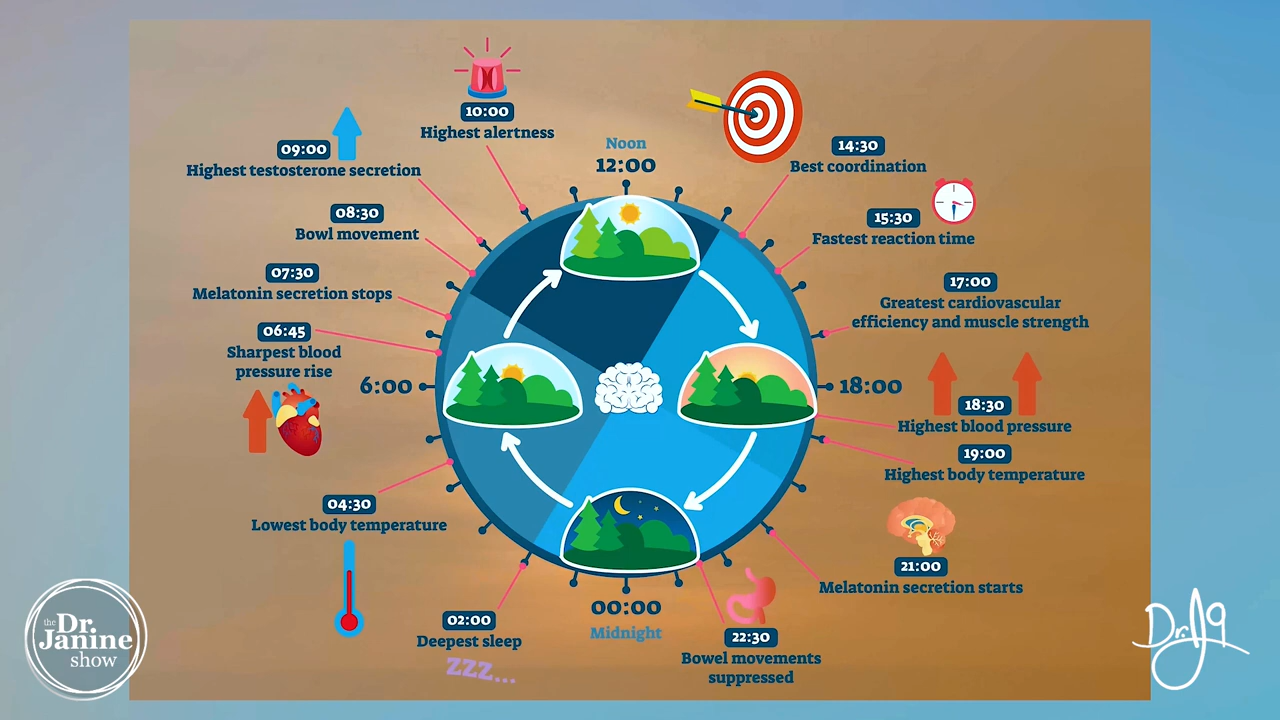 10:00
Highest alertness
09:00
Highest testosterone secretion
08:30
Bowl movement
07:30
Melatonin secretion stops
06:45
Sharpest blood
pressure rise
6:00
04:30
Lowest body temperature
02:00
Deepest sleep
ZZZ...
Noon
12:00
14:30
Best coordination
15:30
Fastest reaction time
17:00
Greatest cardiovascular
efficiency and muscle strength
18:00
18:30
Highest blood pressure
19:00
Highest body temperature
21:00
Melatonin secretion starts
22:30
Bowel movements
suppressed
00:00
Midnight
the
Dr.
Janine
show